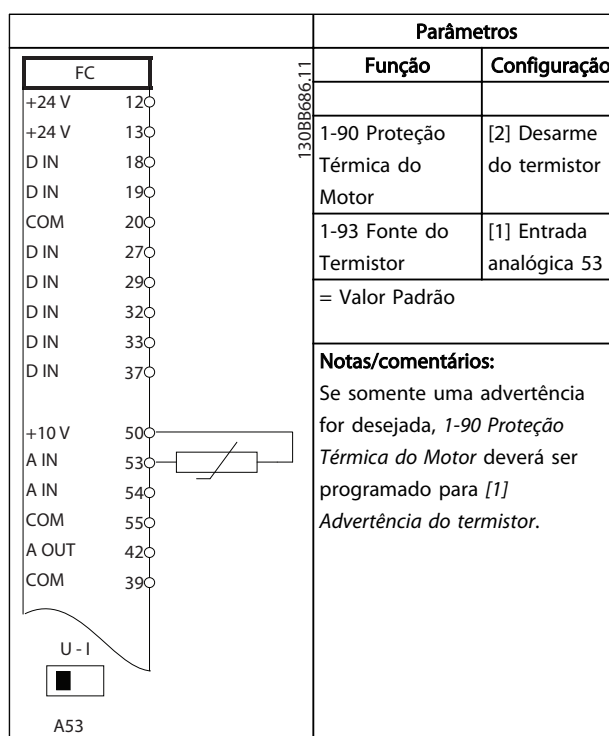 FC
+24 V 12
+24 V 13
D IN 18
D IN 19
COM 20
D IN 27
D IN 29
D IN 32
D IN 33
D IN 37
+10 V 50
A IN 53
A IN 54
COM 55
A OUT 42
COM 39
U - I
A53
130BB686.11
Parâmetros
Função Configuração
1-90 Proteção [2] Desarme
Térmica do do termistor
Motor
1-93 Fonte do [1] Entrada
Termistor analógica 53
= Valor Padrão
Notas/comentários:
Se somente uma advertência
for desejada, 1-90 Proteção
Térmica do Motor deverá ser
programado para [1]
Advertência do termistor.